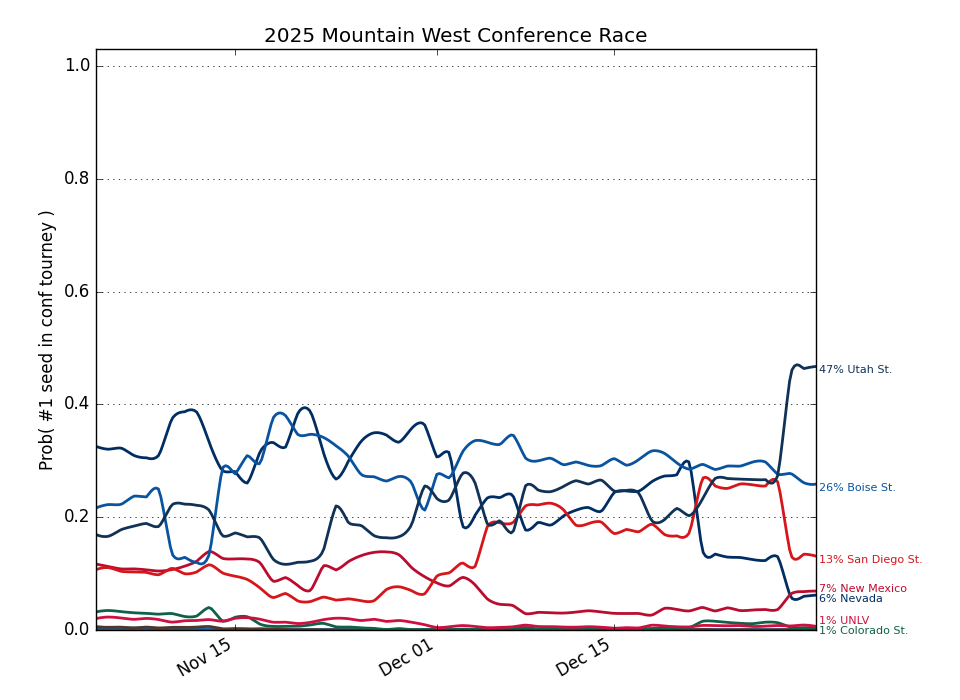 2025 Mountain West Conference Race
Prob( #1 seed in conf tourney )
1.0
0.8
0.6
0.4
0.2
0.0
Nov 15
Dec 01
Dec 15
47% Utah St.
26% Boise St.
13% San Diego St.
7% New Mexico
6% Nevada
1% UNLV
1% Colorado St.